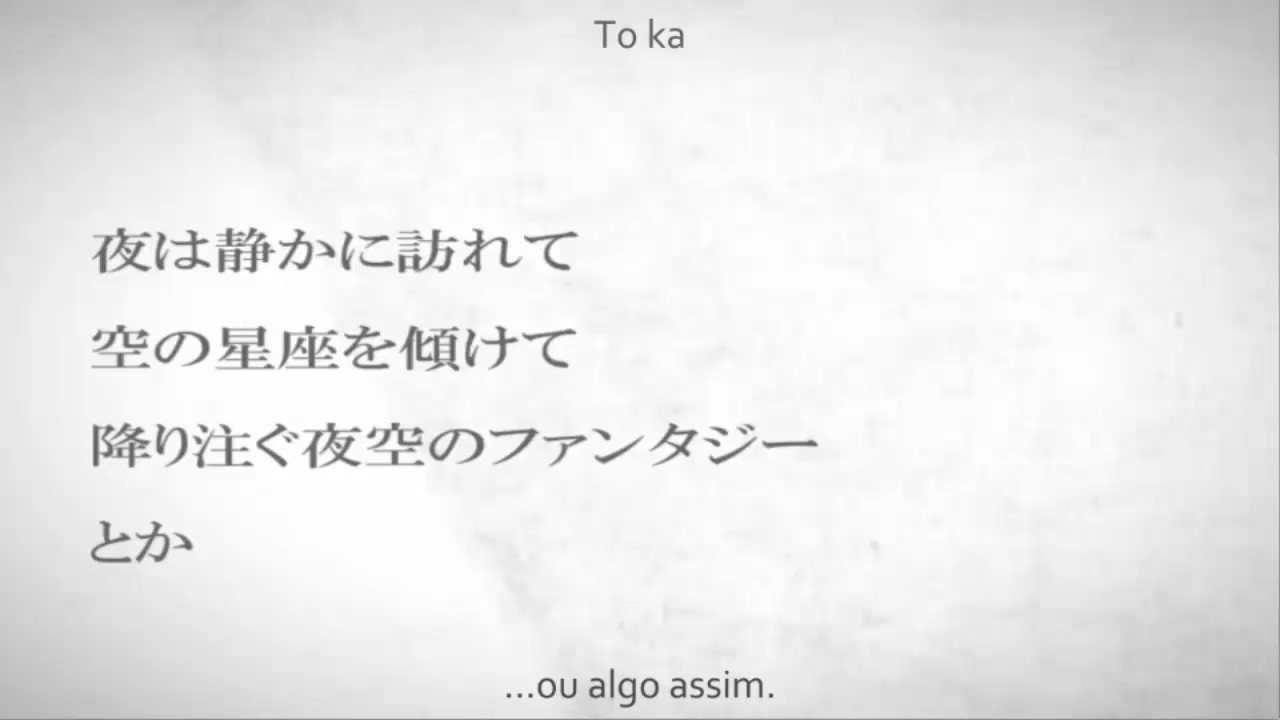 To ka
夜は静かに訪れて
空の星座を傾けて
降り注ぐ夜空のファンタジー
とか
...ou algo assim.